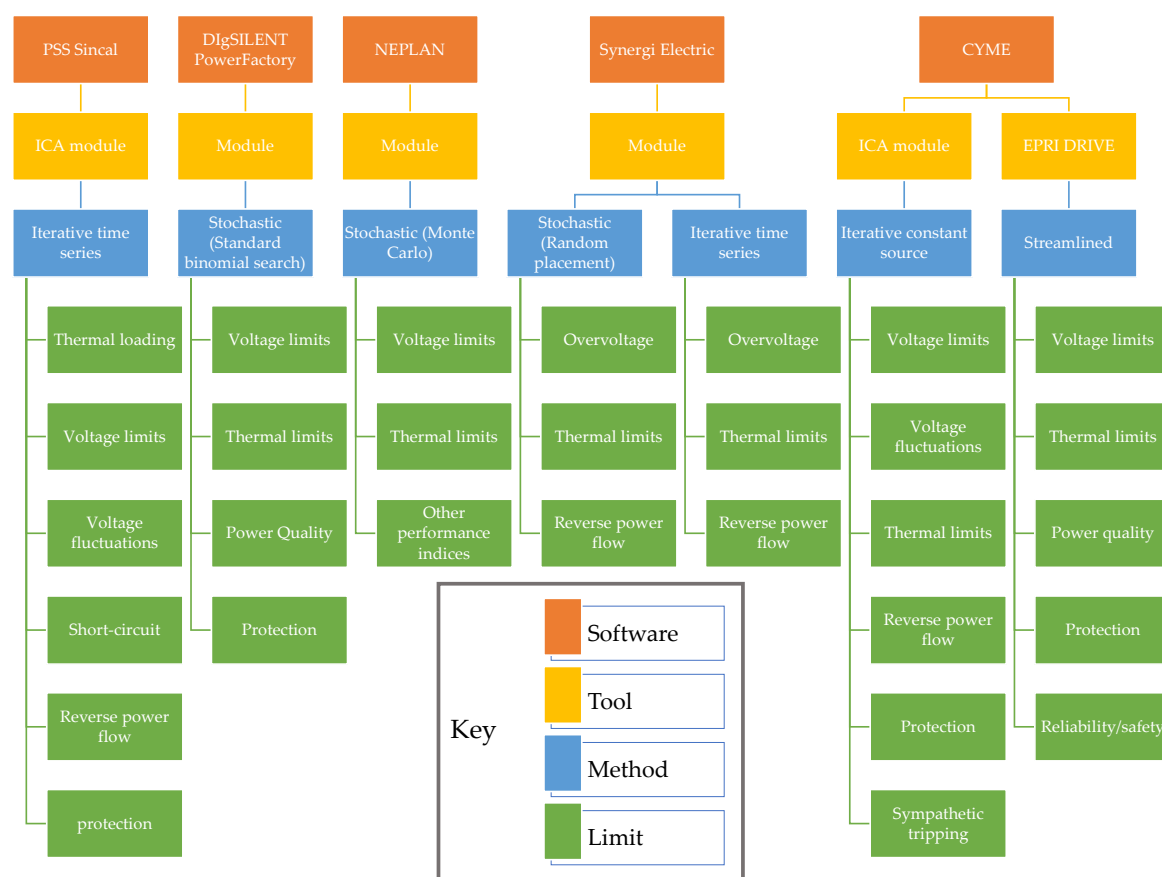 PSS Sincal
DIgSILENT
PowerFactory
NEPLAN
Synergi Electric
CYME
ICA module
Module
Module
Module
ICA module
EPRI DRIVE
Iterative time
series
Stochastic
(Standard
binomial search)
Stochastic (Monte
Carlo)
Stochastic
(Random
placement)
Iterative time
series
Iterative constant
source
Streamlined
Thermal loading
Voltage limits
Voltage
fluctuations
Short-circuit
Reverse power
flow
protection
Voltage limits
Thermal limits
Power Quality
Protection
Voltage limits
Thermal limits
Other
performance
indices
Overvoltage
Thermal limits
Reverse power
flow
Overvoltage
Thermal limits
Reverse power
flow
Voltage limits
Voltage
fluctuations
Thermal limits
Reverse power
flow
Protection
Sympathetic
tripping
Voltage limits
Thermal limits
Power quality
Protection
Reliability/safety
Key
Software
Tool
Method
Limit